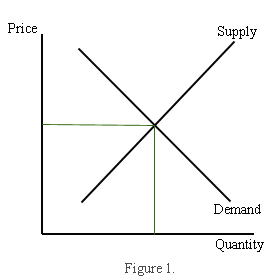 Price
Supply
Demand
Quantity
Figure 1.